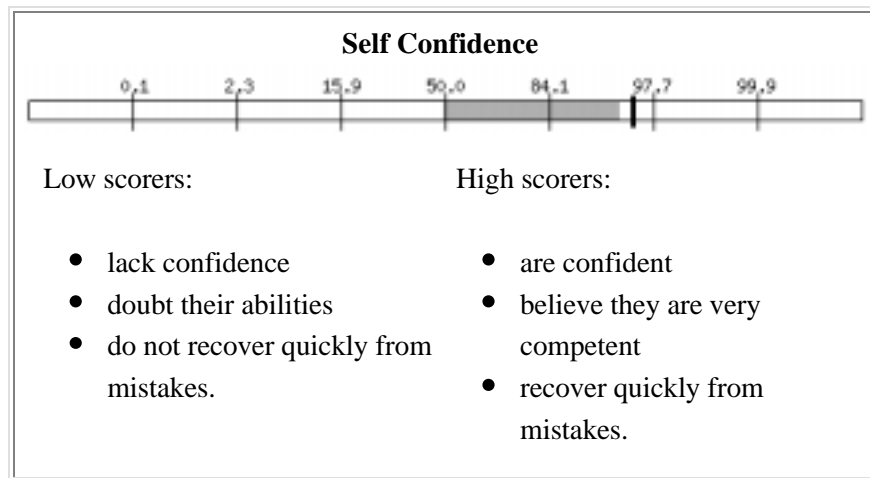 Self Confidence
0.1 2.3 15.9 50.0 84.1 97.7 99.9
Low scorers:
High scorers:
● lack confidence
● doubt their abilities
● do not recover quickly from
mistakes.
● are confident
● believe they are very
competent
● recover quickly from
mistakes.